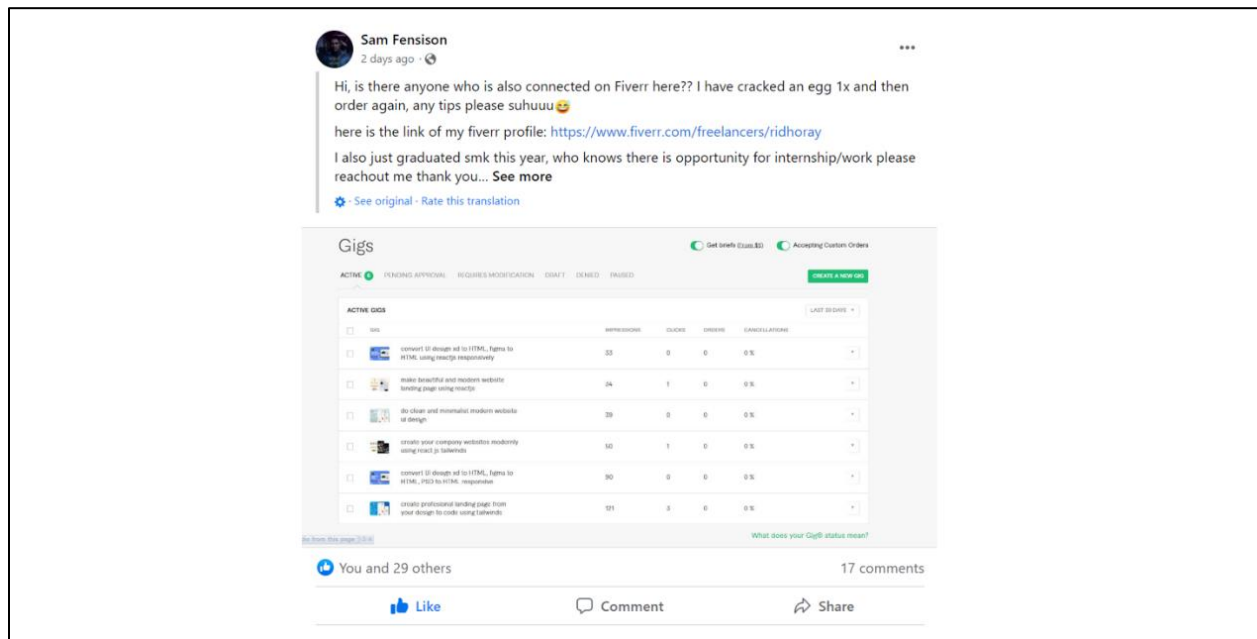 Sam Fensison
2 days ago ·
Hi, is there anyone who is also connected on Fiverr here?? I have cracked an egg 1x and then
order again, any tips please suhuuu😅
here is the link of my fiverr profile: https://www.fiverr.com/freelancers/ridhoray
I also just graduated smk this year, who knows there is opportunity for internship/work please
reachout me thank you... See more
· See original · Rate this translation
Gigs
Get briefs (From $5) Accepting Custom Orders
ACTIVE 6 PENDING APPROVAL REQUIRES MODIFICATION DRAFT DENIED PAUSED
CREATE A NEW GIG
ACTIVE GIGS LAST 30 DAYS
GIG IMPRESSIONS CLICKS ORDERS CANCELLATIONS
convert UI design xd to HTML, figma to
HTML using reactjs responsively
33 0 0 0 %
make beautiful and modern website
landing page using reactjs
34 1 0 0 %
do clean and minimalist modern website
ui design
39 0 0 0 %
create your company websites modernly
using react js tailwinds
50 1 0 0 %
convert UI design xd to HTML, figma to
HTML, PSD to HTML responsive
90 0 0 0 %
create profesional landing page from
your design to code using tailwinds
121 3 0 0 %
What does your Gig® status mean?
from this page
You and 29 others 17 comments
Like Comment Share